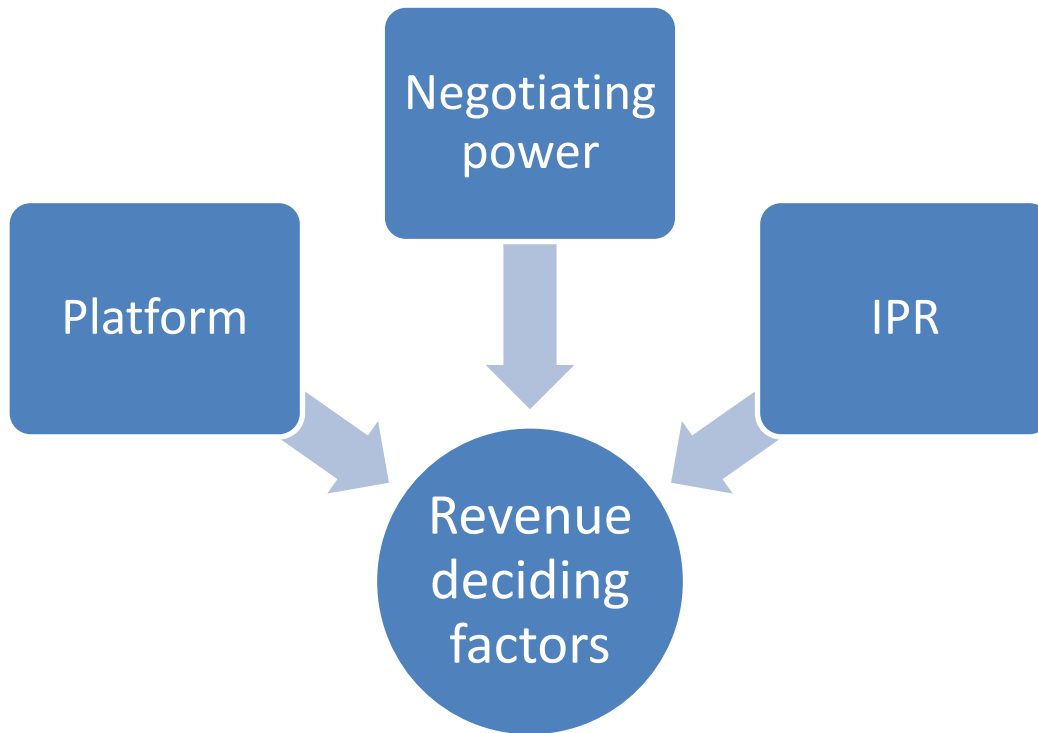 Negotiating
power
Platform
IPR
Revenue
deciding
factors